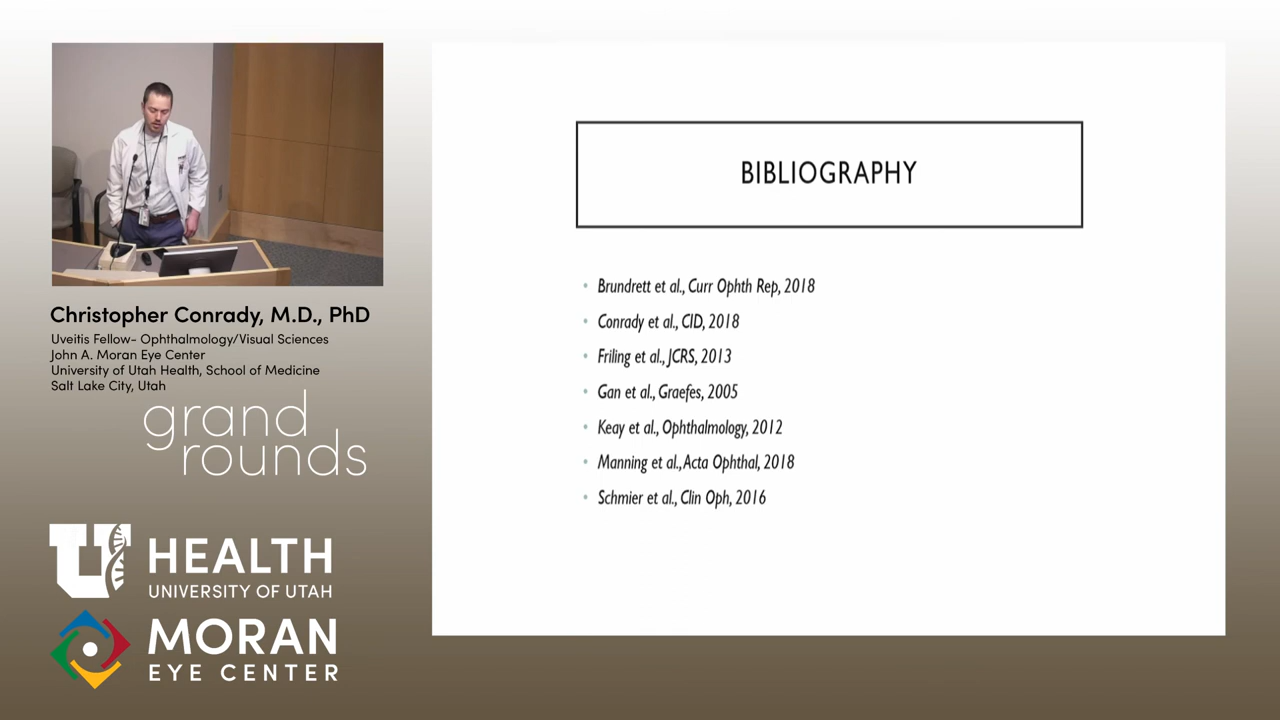 Christopher Conrady, M.D., PhD
Uveitis Fellow- Ophthalmology/Visual Sciences
John A. Moran Eye Center
University of Utah Health, School of Medicine
Salt Lake City, Utah
grand
rounds
U HEALTH
UNIVERSITY OF UTAH
MORAN
EYE CENTER
BIBLIOGRAPHY
• Brundrett et al., Curr Ophth Rep, 2018
• Conrady et al., CID, 2018
• Friling et al., JCRS, 2013
• Gan et al., Graefes, 2005
• Keay et al., Ophthalmology, 2012
• Manning et al., Acta Ophthal, 2018
• Schmier et al., Clin Oph, 2016